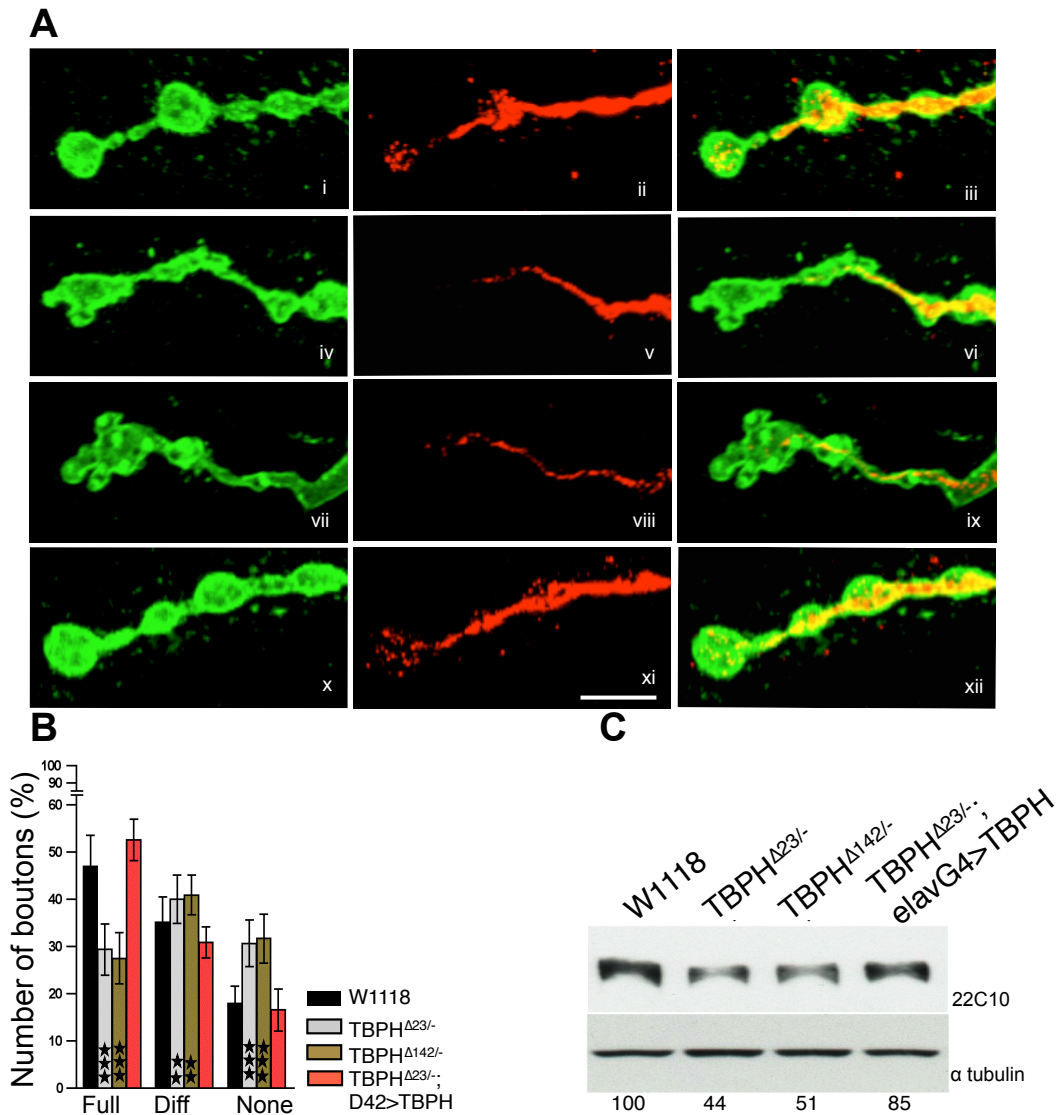 A
i ii iii
iv v vi
vii viii ix
x xi xii
B
C
Number of boutons (%)
100
90
60
50
40
30
20
10
0
★★★ ★★★ ★★ ★★ ★★★ ★★★
Full Diff None
W1118
TBPHΔ23/-
TBPHΔ142/-
TBPHΔ23/-;
D42>TBPH
W1118
TBPHΔ23/-
TBPHΔ142/-
TBPHΔ23/-;
elavG4>TBPH
22C10
α tubulin
100 44 51 85